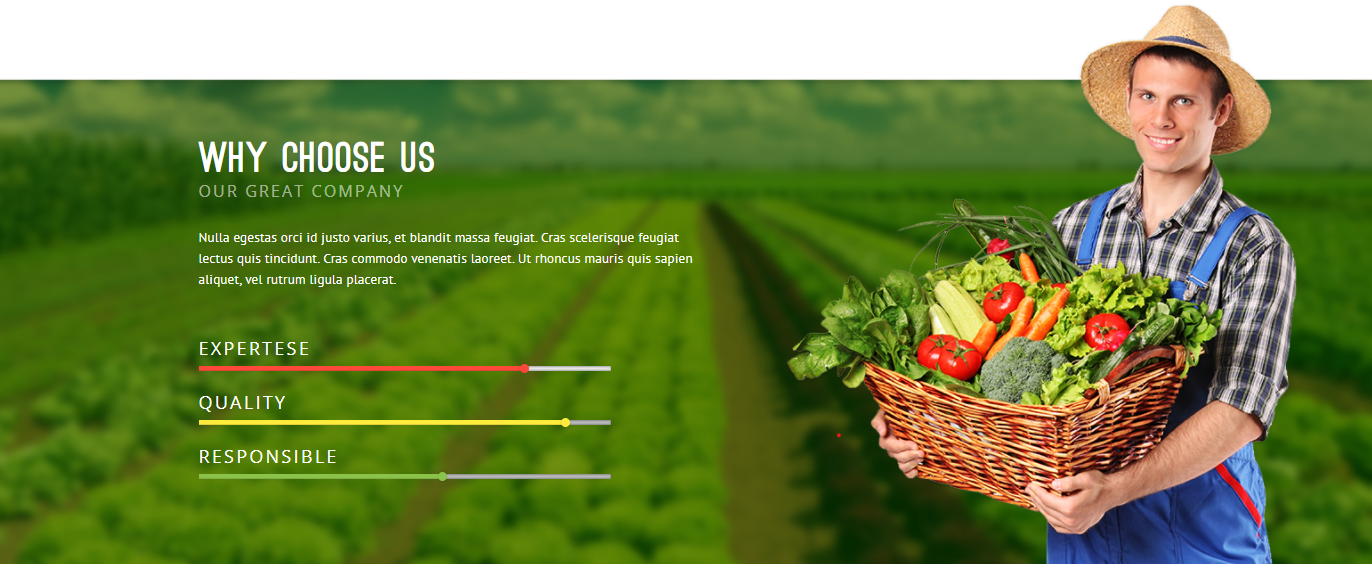 WHY CHOOSE US
OUR GREAT COMPANY
Nulla egestas orci id justo varius, et blandit massa feugiat. Cras scelerisque feugiat
lectus quis tincidunt. Cras commodo venenatis laoreet. Ut rhoncus mauris quis sapien
aliquet, vel rutrum ligula placerat.
EXPERTESE
QUALITY
RESPONSIBLE